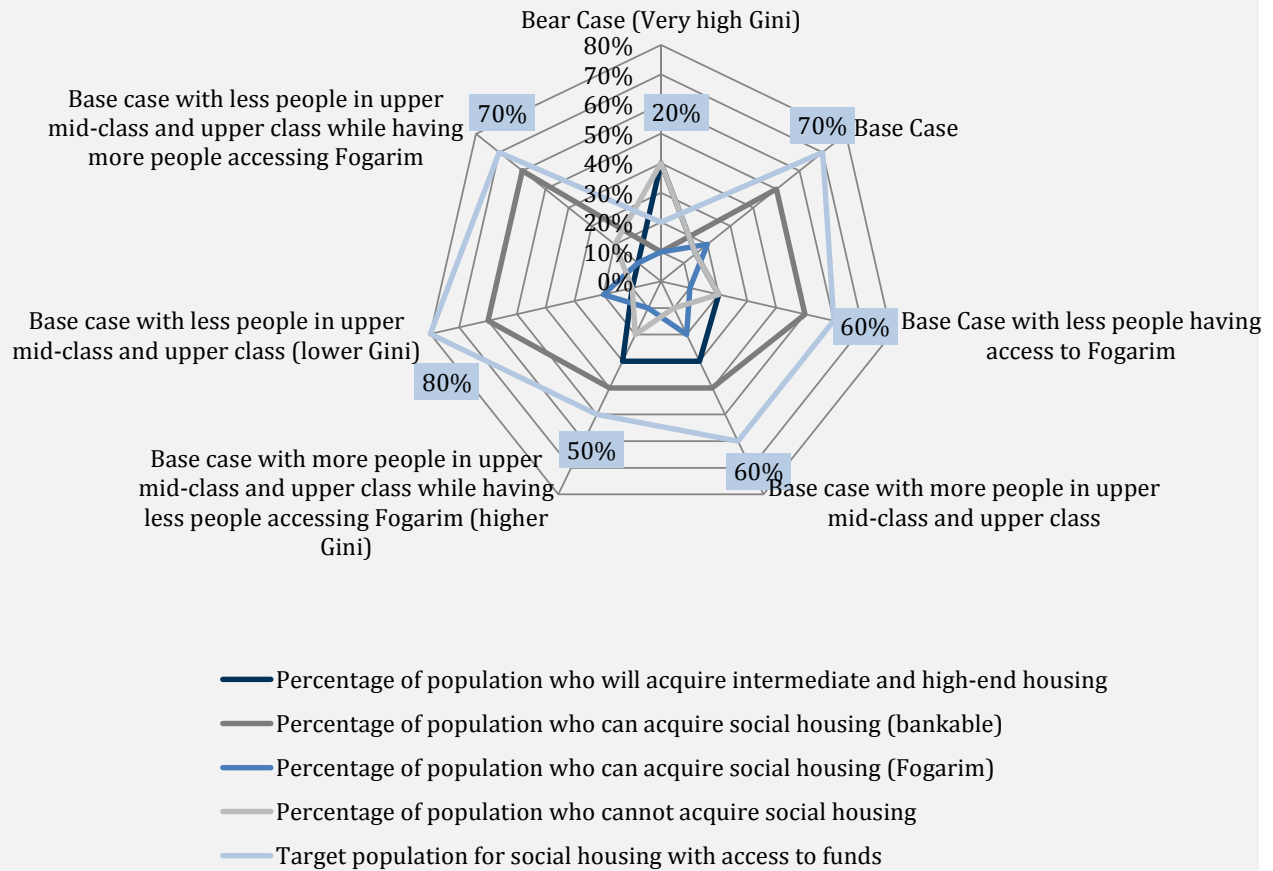 Bear Case (Very high Gini)
80%
70%
60%
50%
40%
30%
20%
10%
0%
20%
70%
Base Case
60%
Base Case with less people having
access to Fogarim
60%
Base case with more people in upper
mid-class and upper class
50%
Base case with more people in upper
mid-class and upper class while having
less people accessing Fogarim (higher
Gini)
80%
Base case with less people in upper
mid-class and upper class (lower Gini)
70%
Base case with less people in upper
mid-class and upper class while having
more people accessing Fogarim
Percentage of population who will acquire intermediate and high-end housing
Percentage of population who can acquire social housing (bankable)
Percentage of population who can acquire social housing (Fogarim)
Percentage of population who cannot acquire social housing
Target population for social housing with access to funds